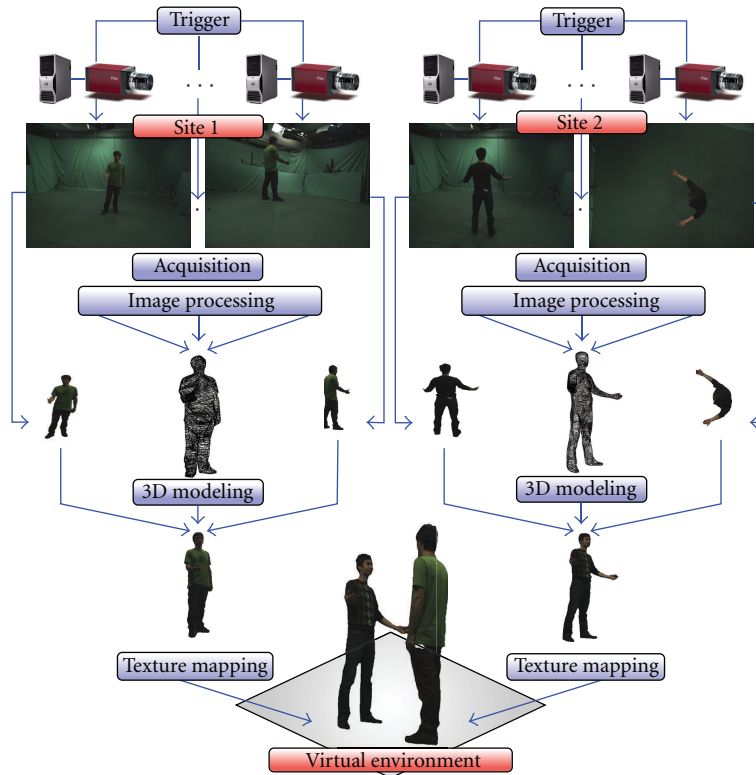 Trigger
Trigger
. . .
. . .
Site 1
Site 2
. .
. . .
Acquisition
Acquisition
Image processing
Image processing
3D modeling
3D modeling
Texture mapping
Texture mapping
Virtual environment